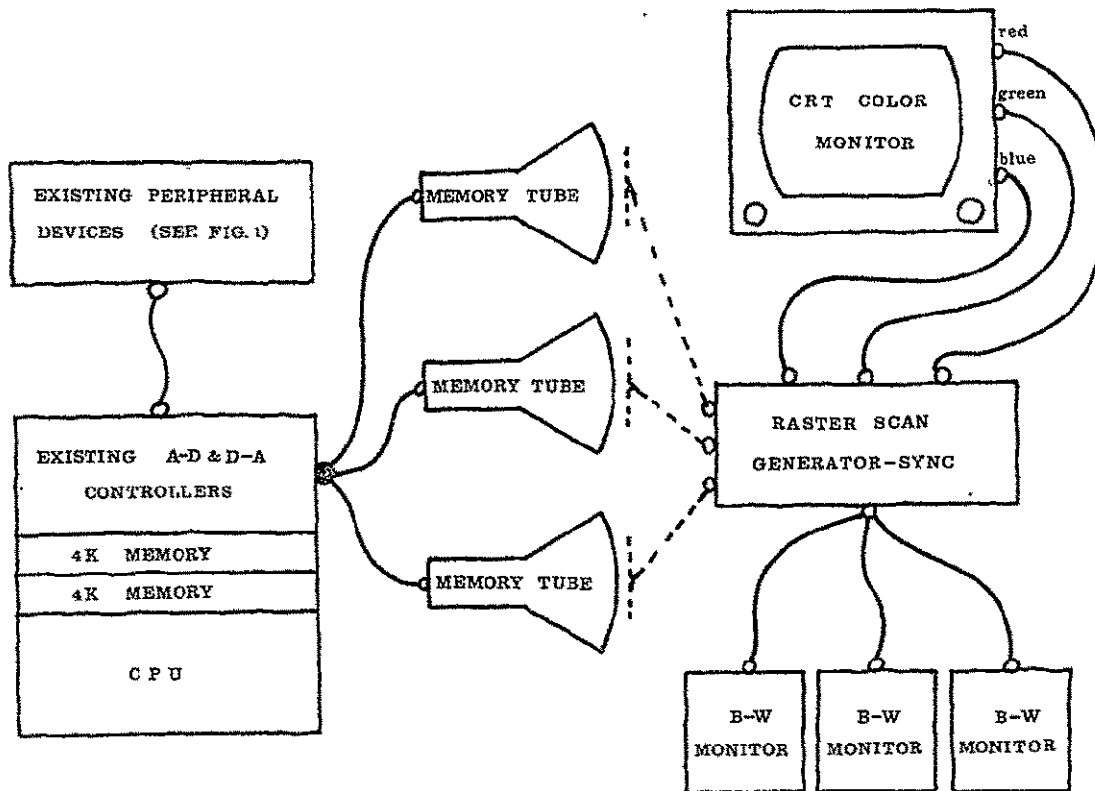 red
green
blue
CRT COLOR
MONITOR
EXISTING PERIPHERAL
DEVICES (SEE FIG. 1)
MEMORY TUBE
MEMORY TUBE
MEMORY TUBE
EXISTING A-D & D-A
CONTROLLERS
4K MEMORY
4K MEMORY
CPU
RASTER SCAN
GENERATOR-SYNC
B-W
MONITOR
B-W
MONITOR
B-W
MONITOR